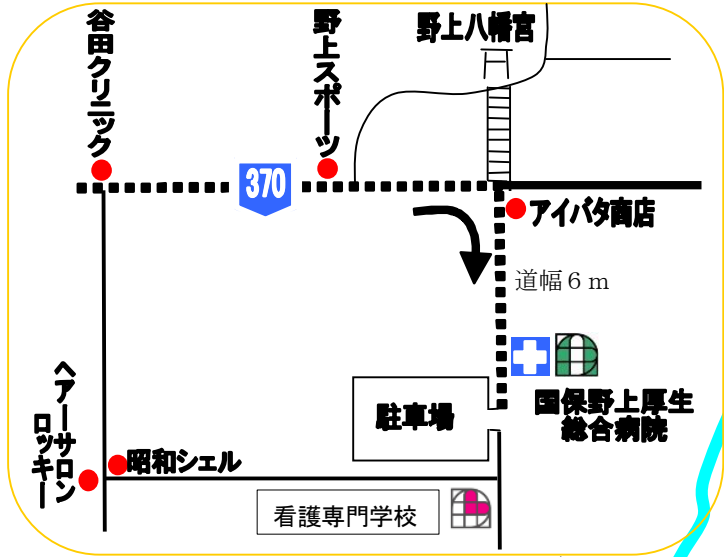 谷田クリニック
野上スポーツ
野上八幡宮
370
アイバタ商店
道幅６ｍ
国保野上厚生
総合病院
駐車場
ヘアーサロン
ロッキー
昭和シェル
看護専門学校